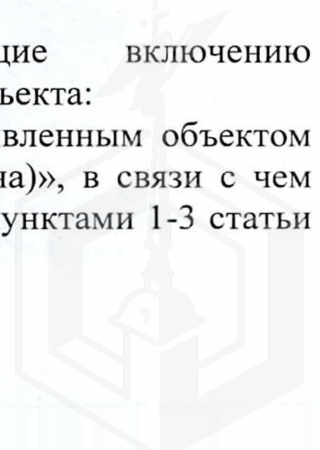 щие включению
ъекта:
вленным объектом
на)», в связи с чем
унктами 1-3 статьи